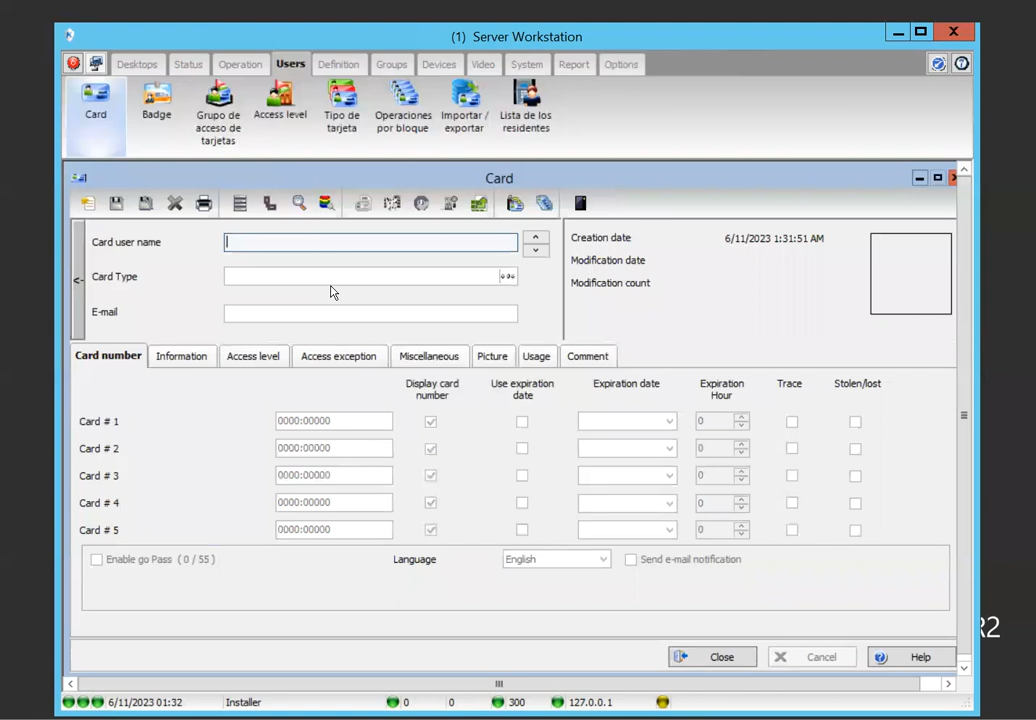 (1) Server Workstation
Desktops Status Operation Users Definition Groups Devices Video System Report Options
Card Badge Grupo de acceso de tarjetas Access level Tipo de tarjeta Operaciones por bloque Importar / exportar Lista de los residentes
Card
Card user name
Creation date 6/11/2023 1:31:51 AM
Modification date
<- Card Type
Modification count
E-mail
Card number Information Access level Access exception Miscellaneous Picture Usage Comment
Display card number Use expiration date Expiration date Expiration Hour Trace Stolen/lost
Card # 1 0000:00000 0
Card # 2 0000:00000 0
Card # 3 0000:00000 0
Card # 4 0000:00000 0
Card # 5 0000:00000 0
Enable go Pass ( 0 / 55 ) Language English Send e-mail notification
R2
Close Cancel Help
6/11/2023 01:32 Installer 0 0 300 127.0.0.1